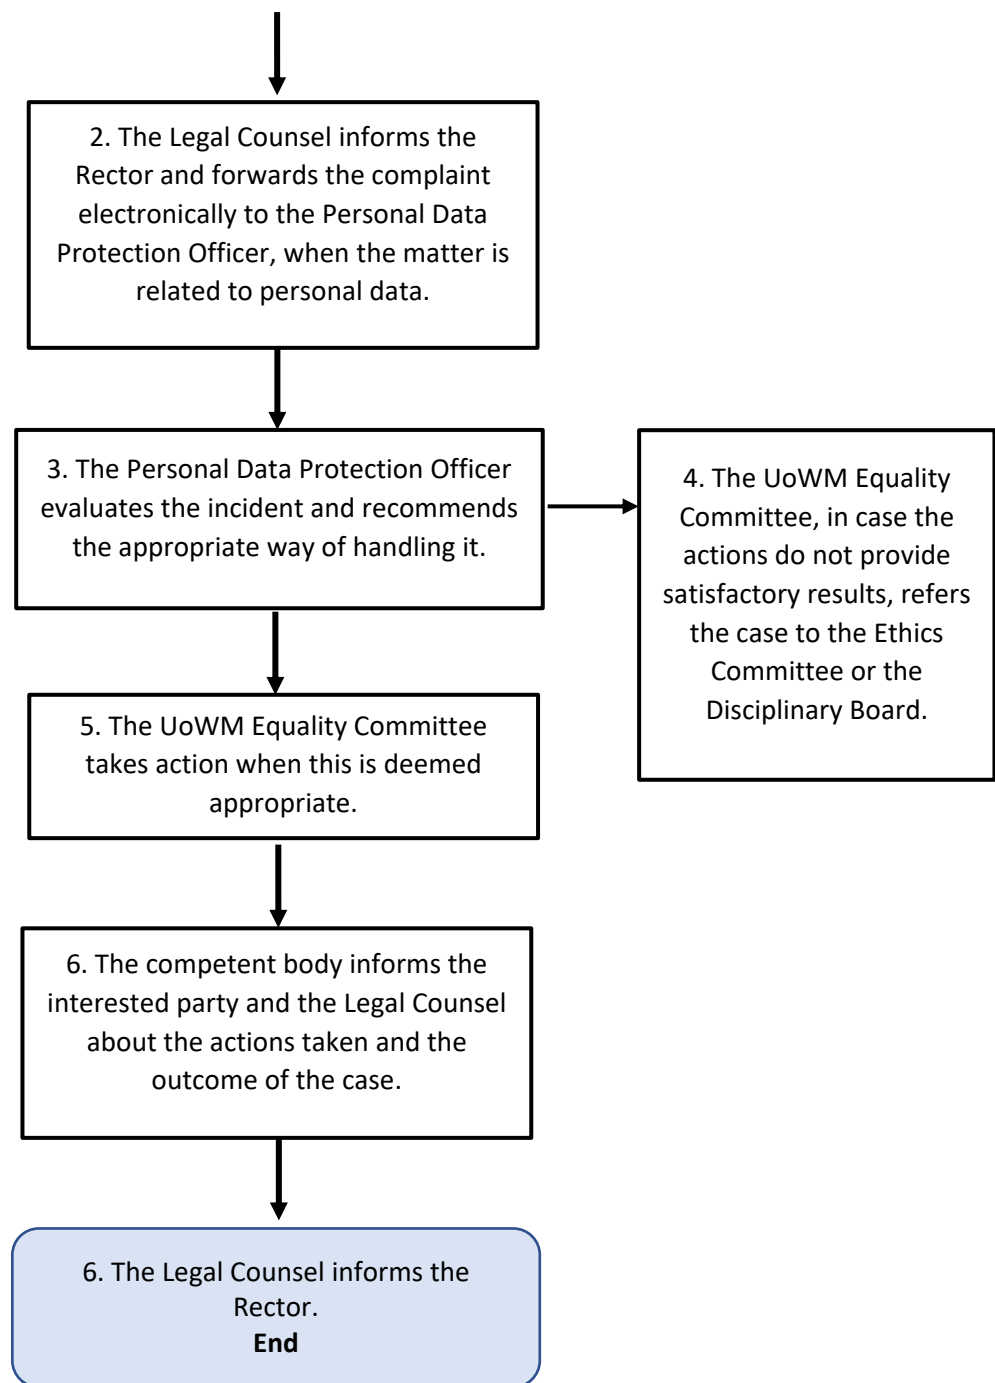 2. The Legal Counsel informs the
Rector and forwards the complaint
electronically to the Personal Data
Protection Officer, when the matter is
related to personal data.
3. The Personal Data Protection Officer
evaluates the incident and recommends
the appropriate way of handling it.
4. The UoWM Equality
Committee, in case the
actions do not provide
satisfactory results, refers
the case to the Ethics
Committee or the
Disciplinary Board.
5. The UoWM Equality Committee
takes action when this is deemed
appropriate.
6. The competent body informs the
interested party and the Legal Counsel
about the actions taken and the
outcome of the case.
6. The Legal Counsel informs the
Rector.
End